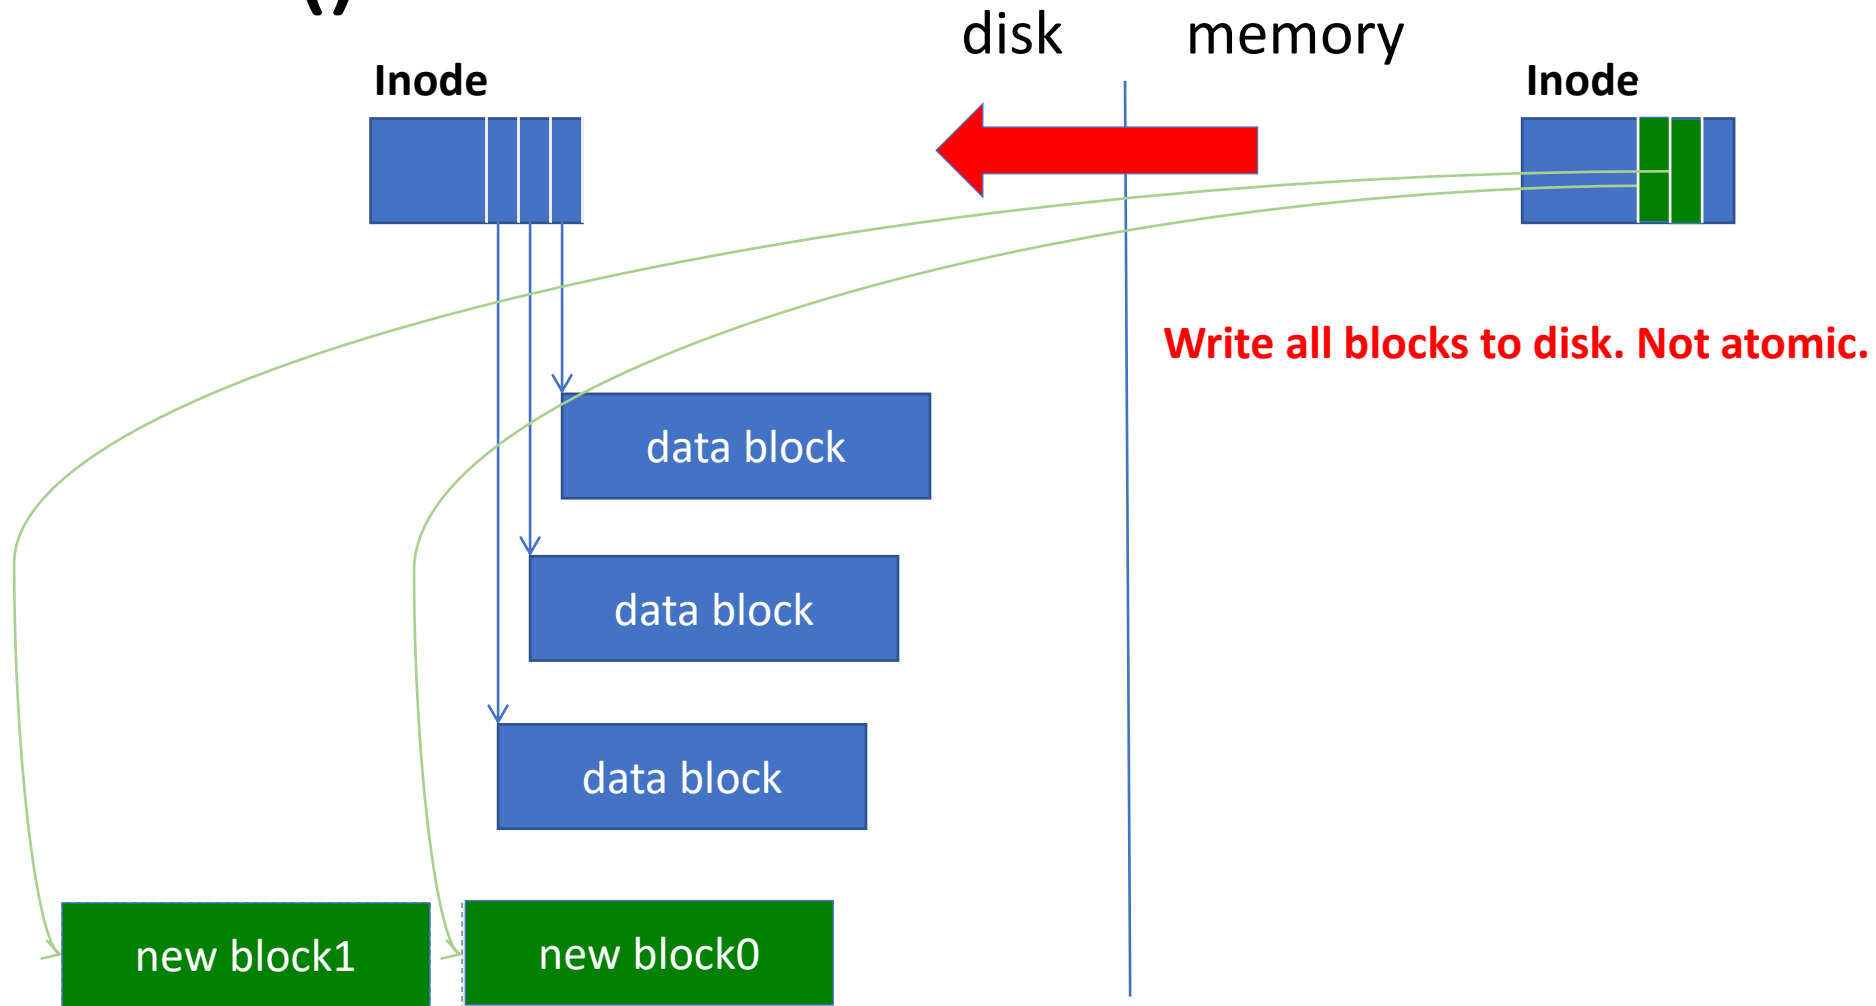 ()
disk
memory
Inode
Inode
Write all blocks to disk. Not atomic.
data block
data block
data block
new block1
new block0